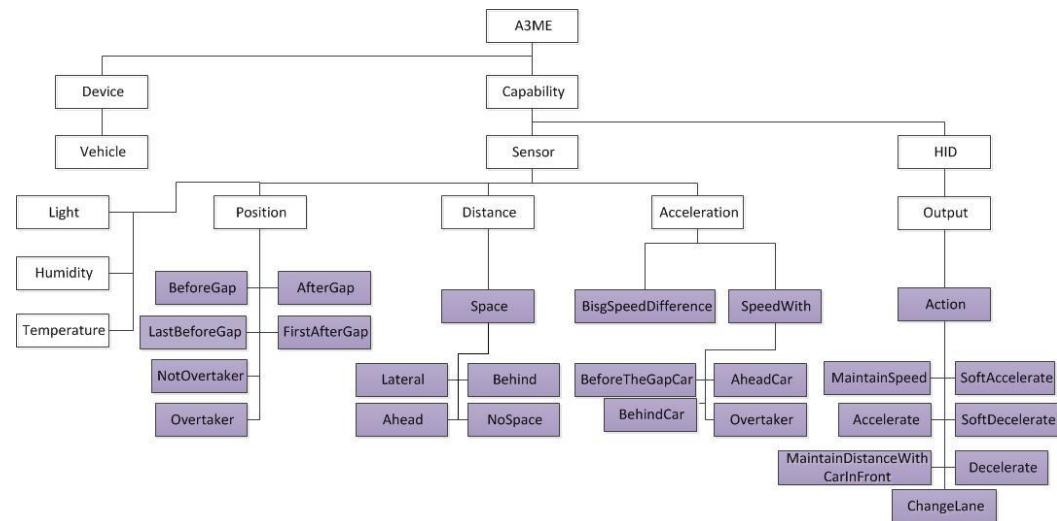 A3ME
Device
Capability
Vehicle
Sensor
HID
Light
Position
Distance
Acceleration
Output
Humidity
BeforeGap
AfterGap
Space
BisgSpeedDifference
SpeedWith
Action
Temperature
LastBeforeGap
FirstAfterGap
NotOvertaker
Lateral
Behind
BeforeTheGapCar
AheadCar
MaintainSpeed
SoftAccelerate
Overtaker
Ahead
NoSpace
BehindCar
Overtaker
Accelerate
SoftDecelerate
MaintainDistanceWith
CarInFront
Decelerate
ChangeLane